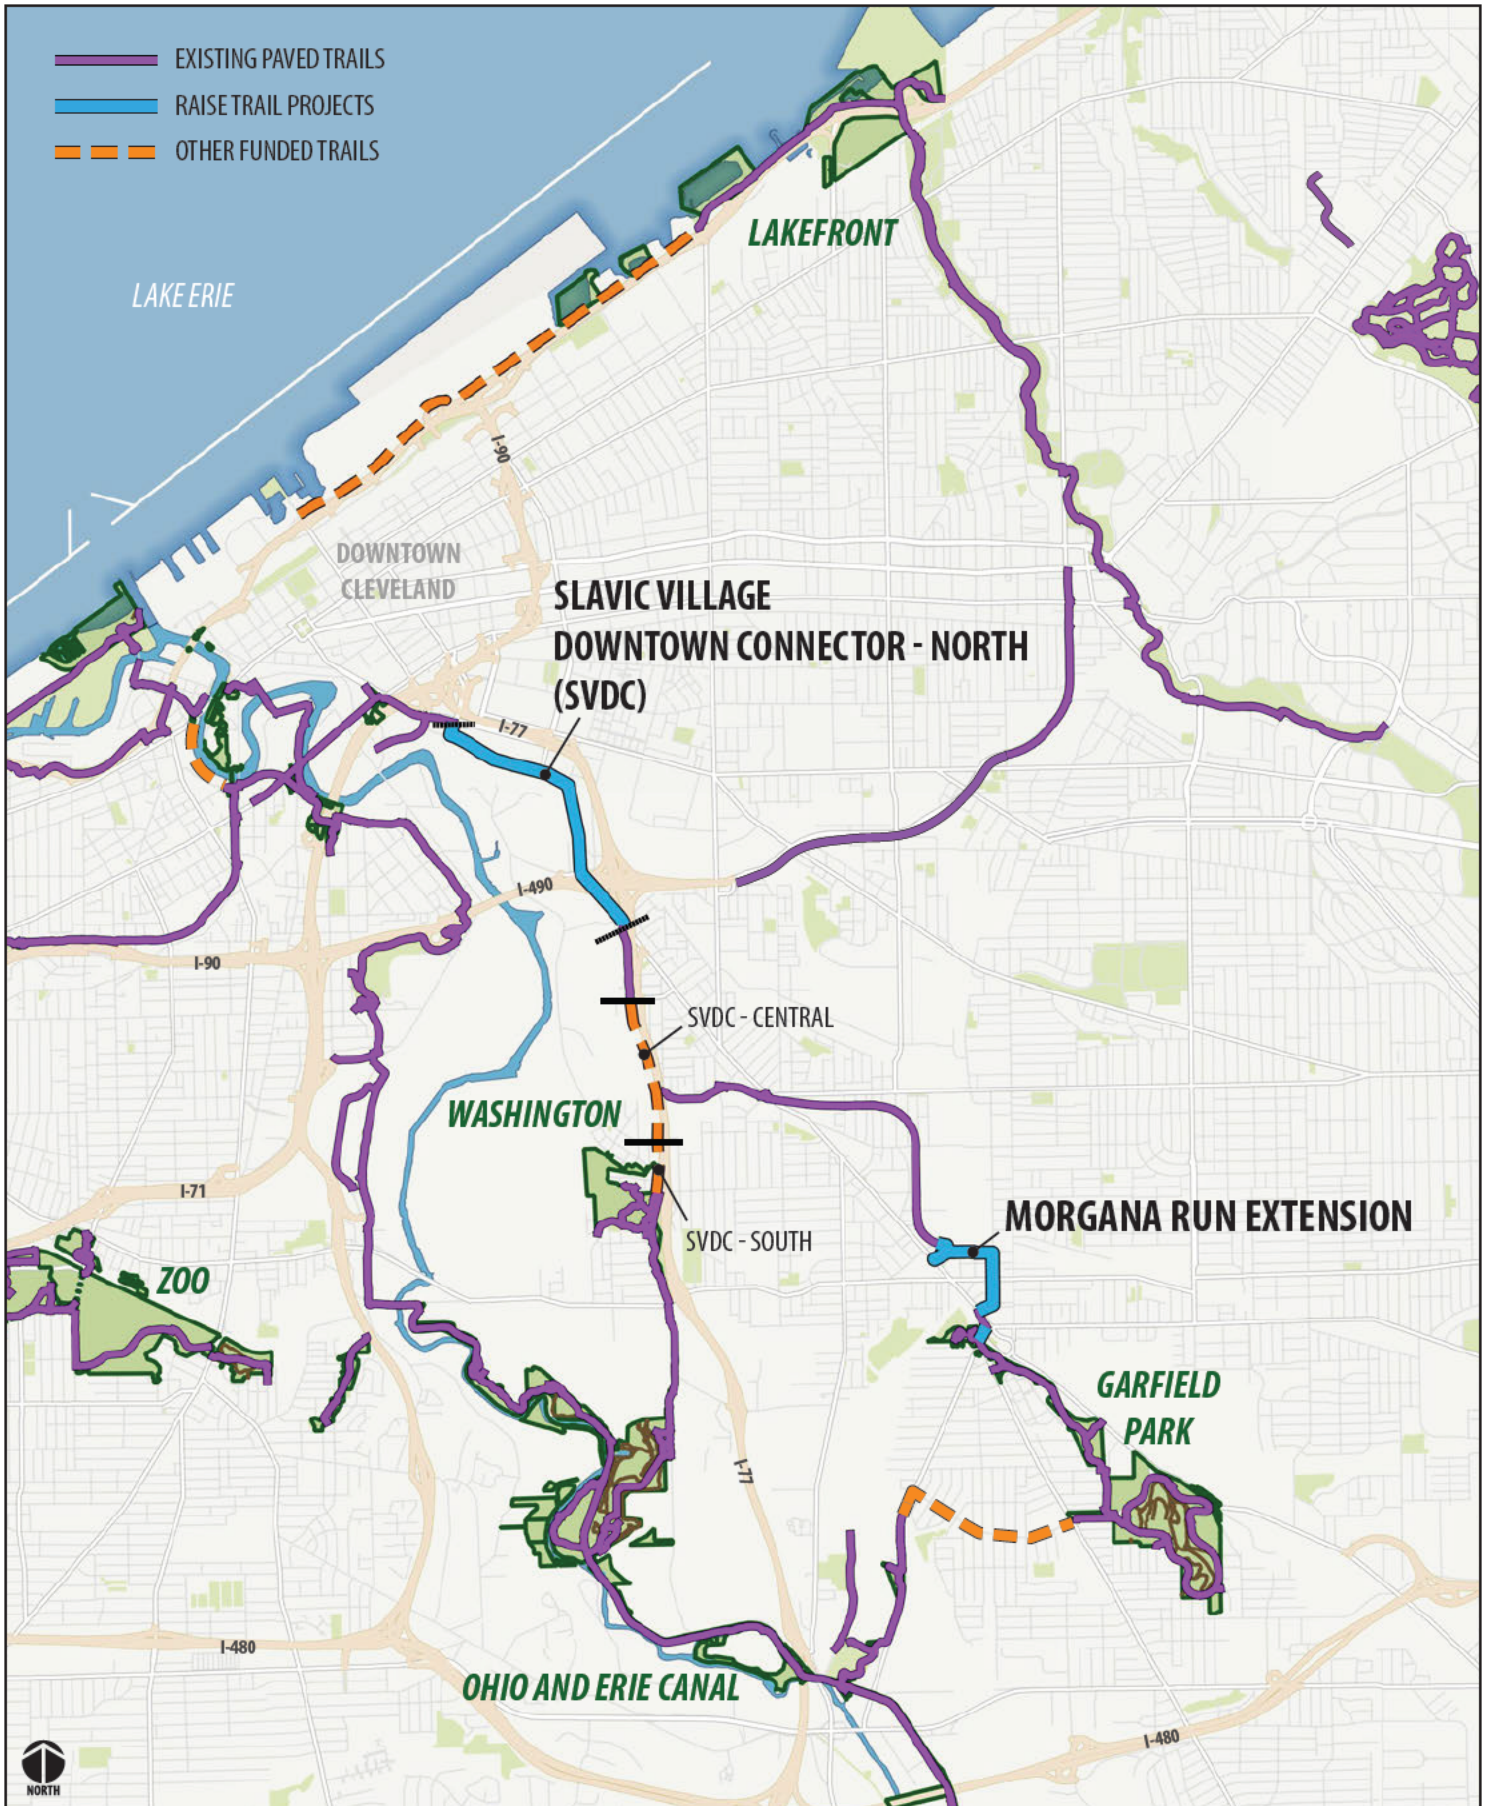 EXISTING PAVED TRAILS
RAISE TRAIL PROJECTS
OTHER FUNDED TRAILS
LAKEFRONT
LAKE ERIE
I-90
DOWNTOWN
CLEVELAND
SLAVIC VILLAGE
DOWNTOWN CONNECTOR - NORTH
(SVDC)
I-77
I-490
I-90
SVDC - CENTRAL
WASHINGTON
I-71
MORGANA RUN EXTENSION
SVDC - SOUTH
ZOO
GARFIELD
PARK
I-77
I-480
OHIO AND ERIE CANAL
I-480
NORTH